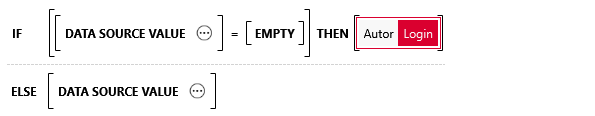 IF DATA SOURCE VALUE ... = EMPTY THEN Autor Login
ELSE DATA SOURCE VALUE ...